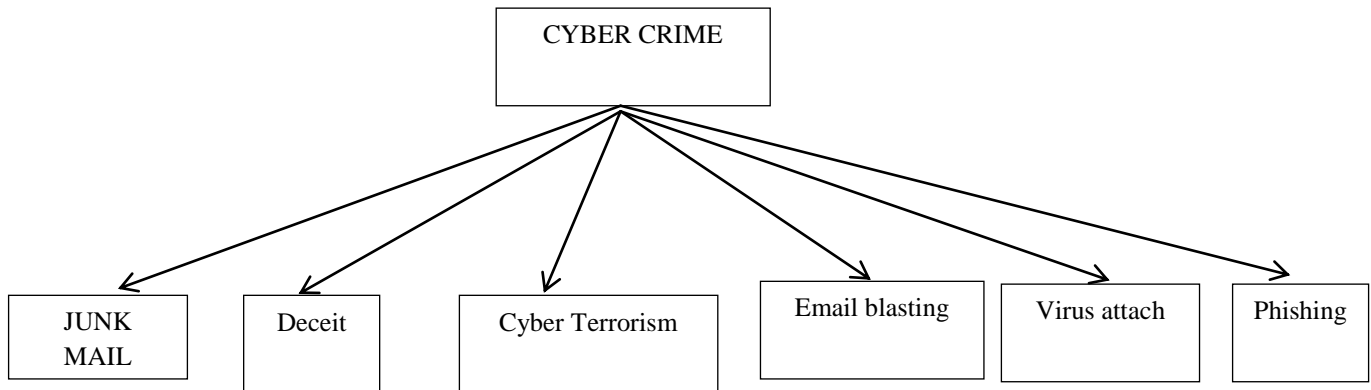 CYBER CRIME
JUNK
MAIL
Deceit
Cyber Terrorism
Email blasting
Virus attach
Phishing